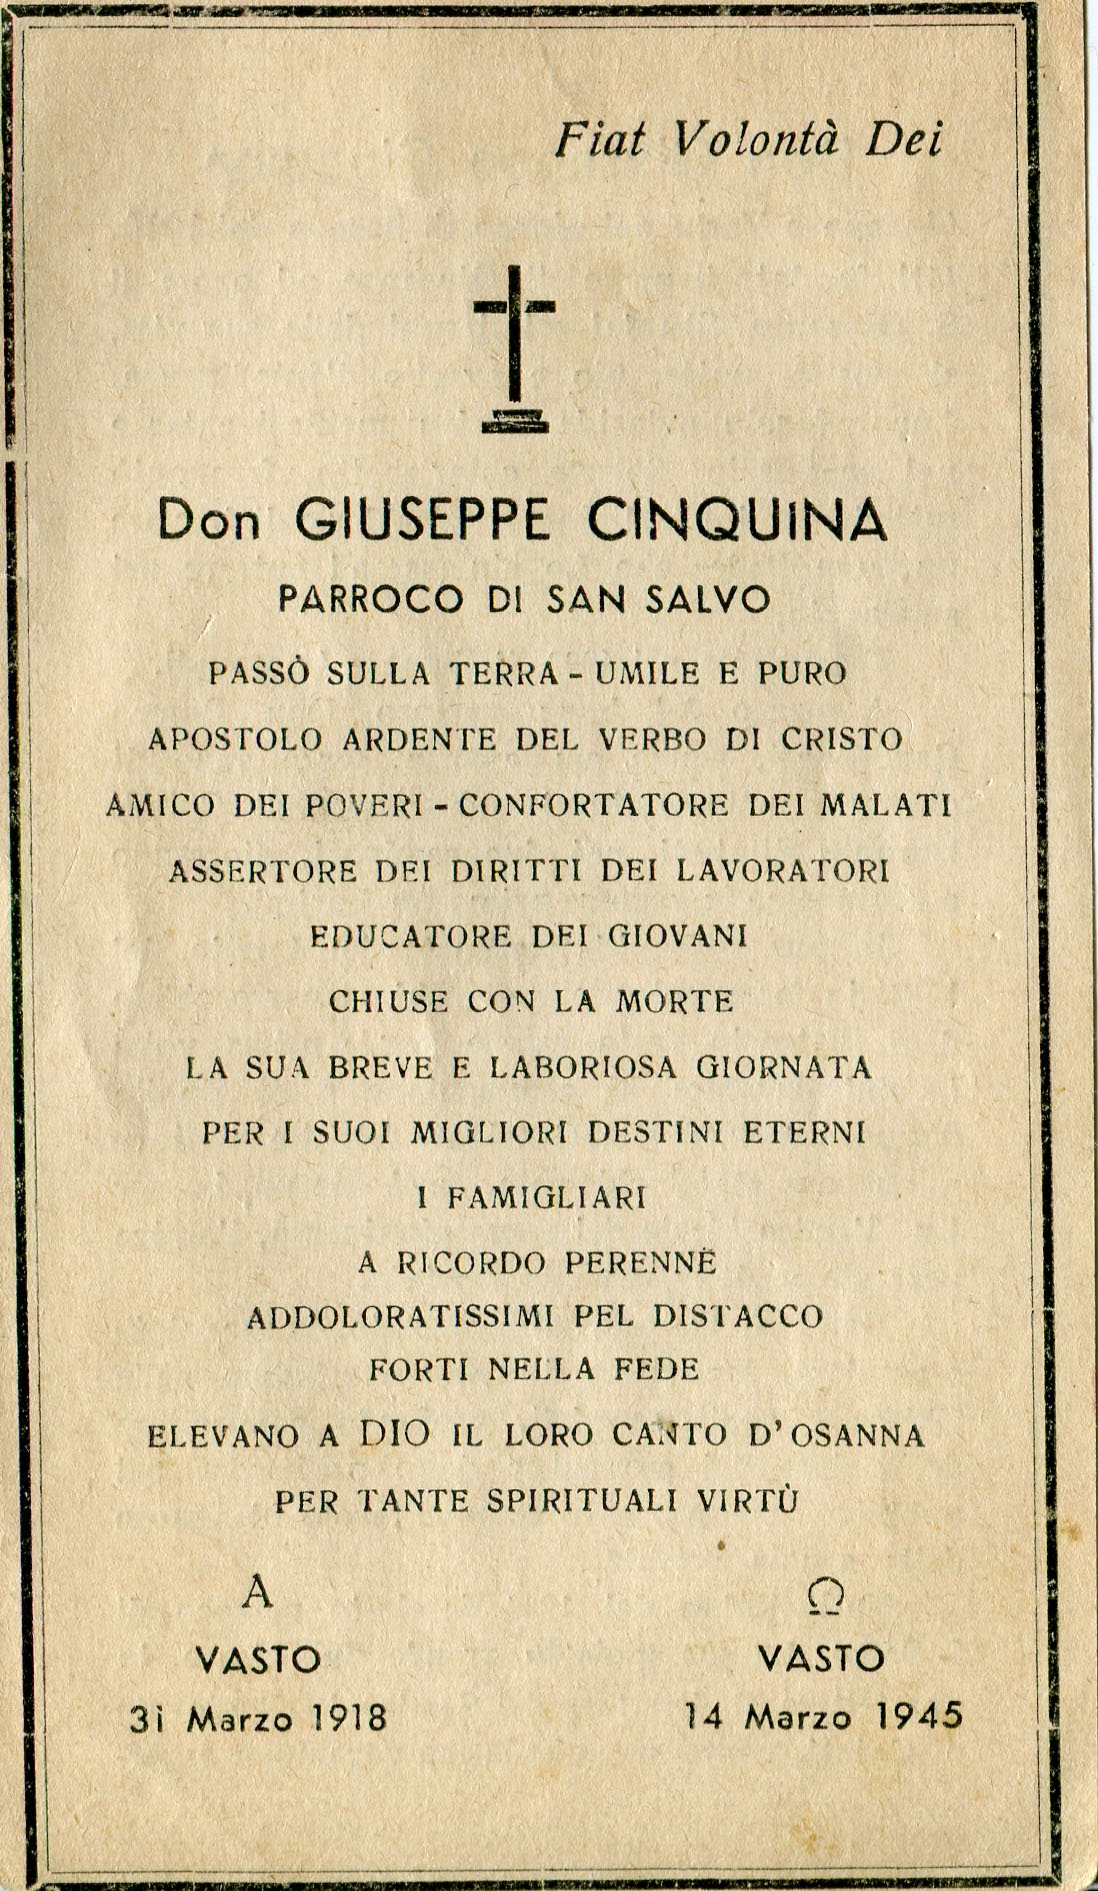 Fiat Volontà Dei
Don GIUSEPPE CINQUINA
PARROCO DI SAN SALVO
PASSÒ SULLA TERRA - UMILE E PURO
APOSTOLO ARDENTE DEL VERBO DI CRISTO
AMICO DEI POVERI - CONFORTATORE DEI MALATI
ASSERTORE DEI DIRITTI DEI LAVORATORI
EDUCATORE DEI GIOVANI
CHIUSE CON LA MORTE
LA SUA BREVE E LABORIOSA GIORNATA
PER I SUOI MIGLIORI DESTINI ETERNI
I FAMIGLIARI
A RICORDO PERENNE
ADDOLORATISSIMI PEL DISTACCO
FORTI NELLA FEDE
ELEVANO A DIO IL LORO CANTO D'OSANNA
PER TANTE SPIRITUALI VIRTÙ
A Ω
VASTO VASTO
31 Marzo 1918 14 Marzo 1945